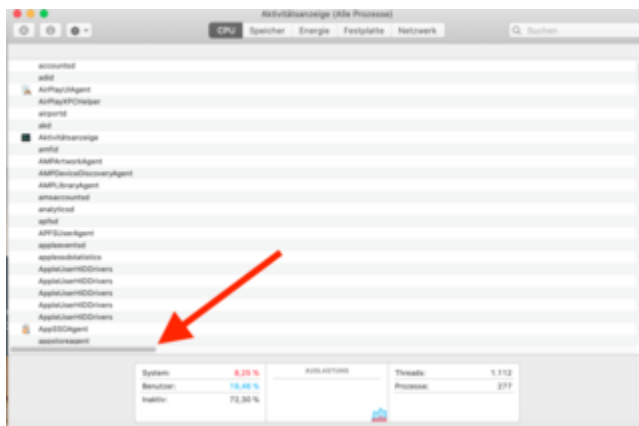 Aktivitätsanzeige (Alle Prozesse)
CPU Speicher Energie Festplatte Netzwerk
Suchen
accountsd
adid
AirPlayUIAgent
AirPlayXPCHelper
airportd
akd
Aktivitätsanzeige
amfid
AMPArtworkAgent
AMPDeviceDiscoveryAgent
AMPLibraryAgent
amsaccountsd
analyticsd
apfsd
APFSUserAgent
appleeventsd
applessdstatistics
AppleUserHIDDrivers
AppleUserHIDDrivers
AppleUserHIDDrivers
AppleUserHIDDrivers
AppleUserHIDDrivers
AppSSOAgent
appstoreagent
System: 8,25 %
Benutzer: 19,46 %
Inaktiv: 72,30 %
AUSLASTUNG
Threads: 1.112
Prozesse: 277